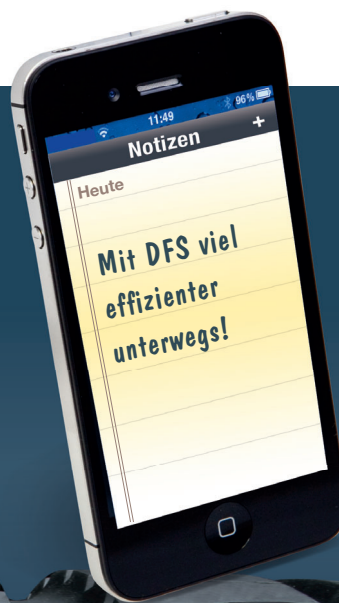 11:49
96%
Notizen
+
Heute
Mit DFS viel
effizienter
unterwegs!